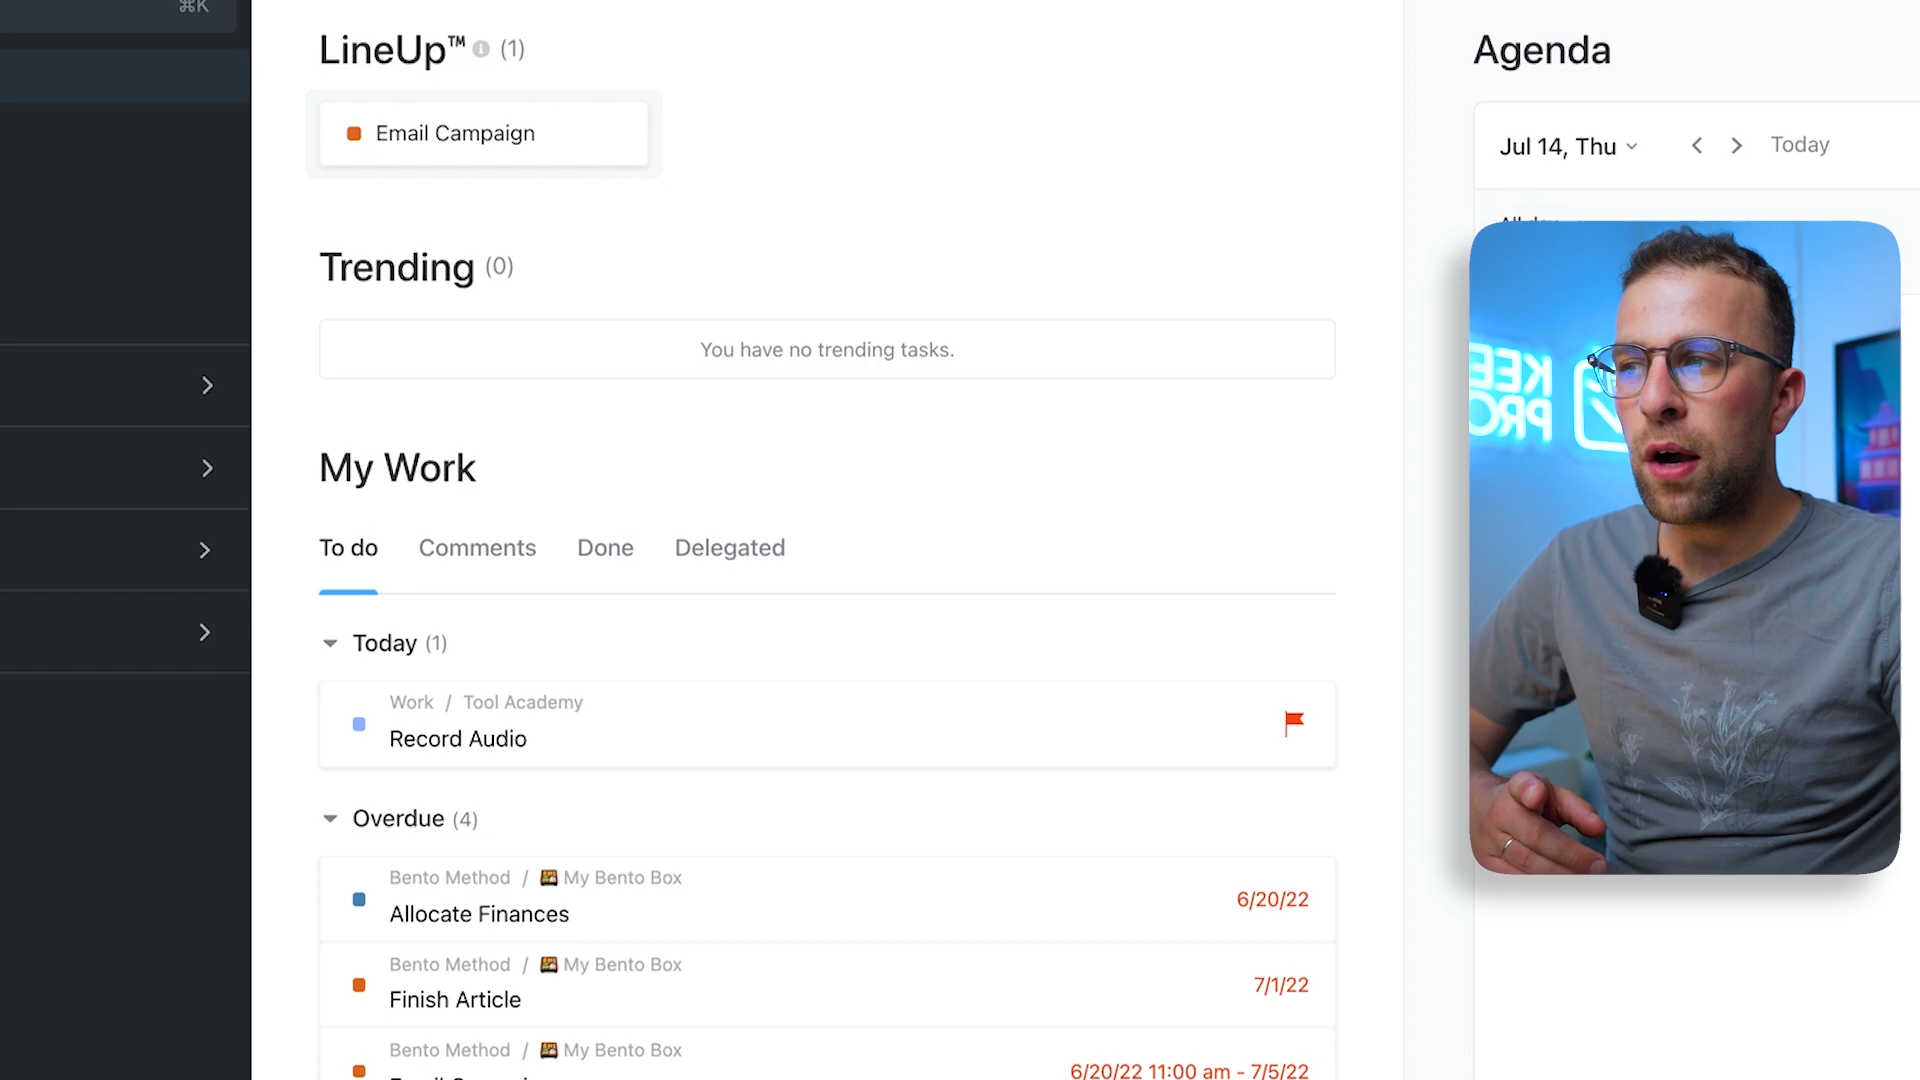 ⌘K
LineUp™ (1)
Email Campaign
Trending (0)
You have no trending tasks.
My Work
To do Comments Done Delegated
Today (1)
Work / Tool Academy
Record Audio
Overdue (4)
Bento Method / My Bento Box
Allocate Finances
6/20/22
Bento Method / My Bento Box
Finish Article
7/1/22
Bento Method / My Bento Box
6/20/22 11:00 am - 7/5/22
Agenda
Jul 14, Thu Today
KEE
PRO